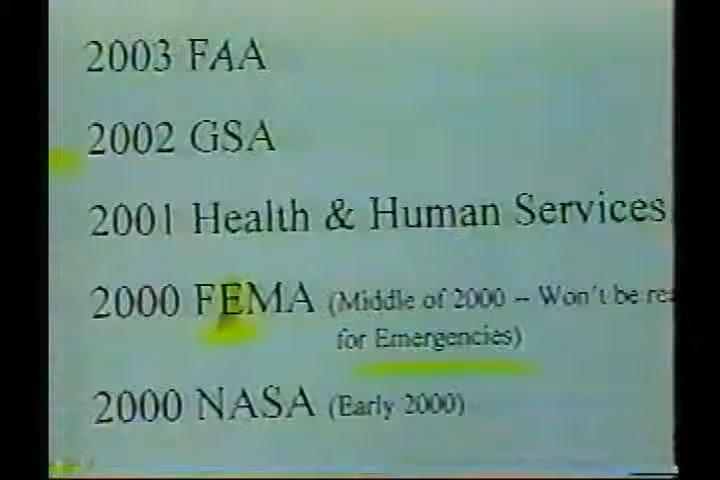 2003 FAA
2002 GSA
2001 Health & Human Services
2000 FEMA (Middle of 2000 – Won't be
for Emergencies)
2000 NASA (Early 2000)